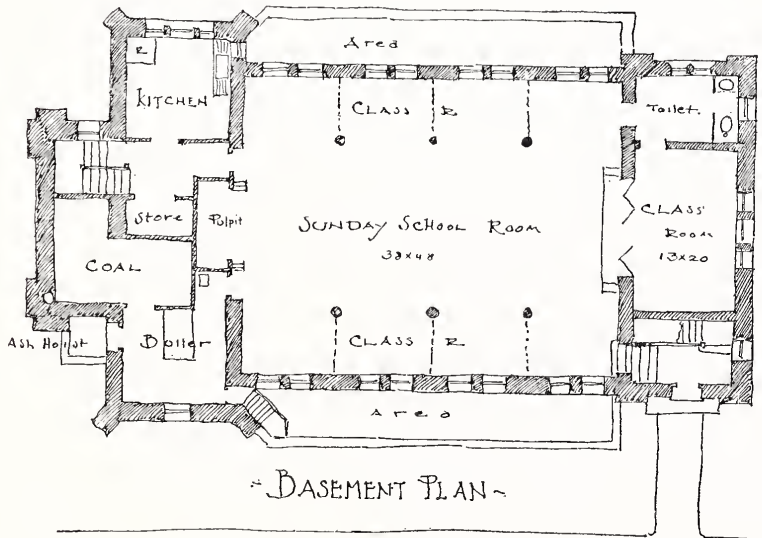 Area
R
KITCHEN
CLASS R
Toilet.
Store
Pulpit
SUNDAY SCHOOL ROOM
38x48
CLASS
ROOM
13x20
COAL
Ash Hoist
Boiler
CLASS R
Area
~ BASEMENT PLAN ~